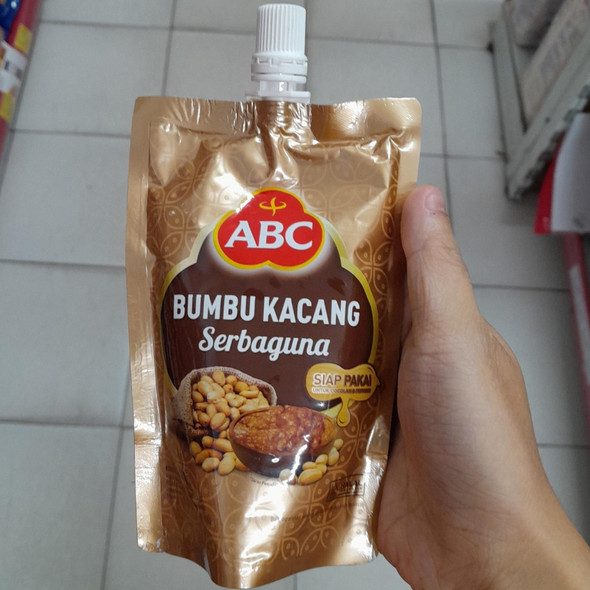 ABC
BUMBU KACANG
Serbaguna
SIAP PAKAI